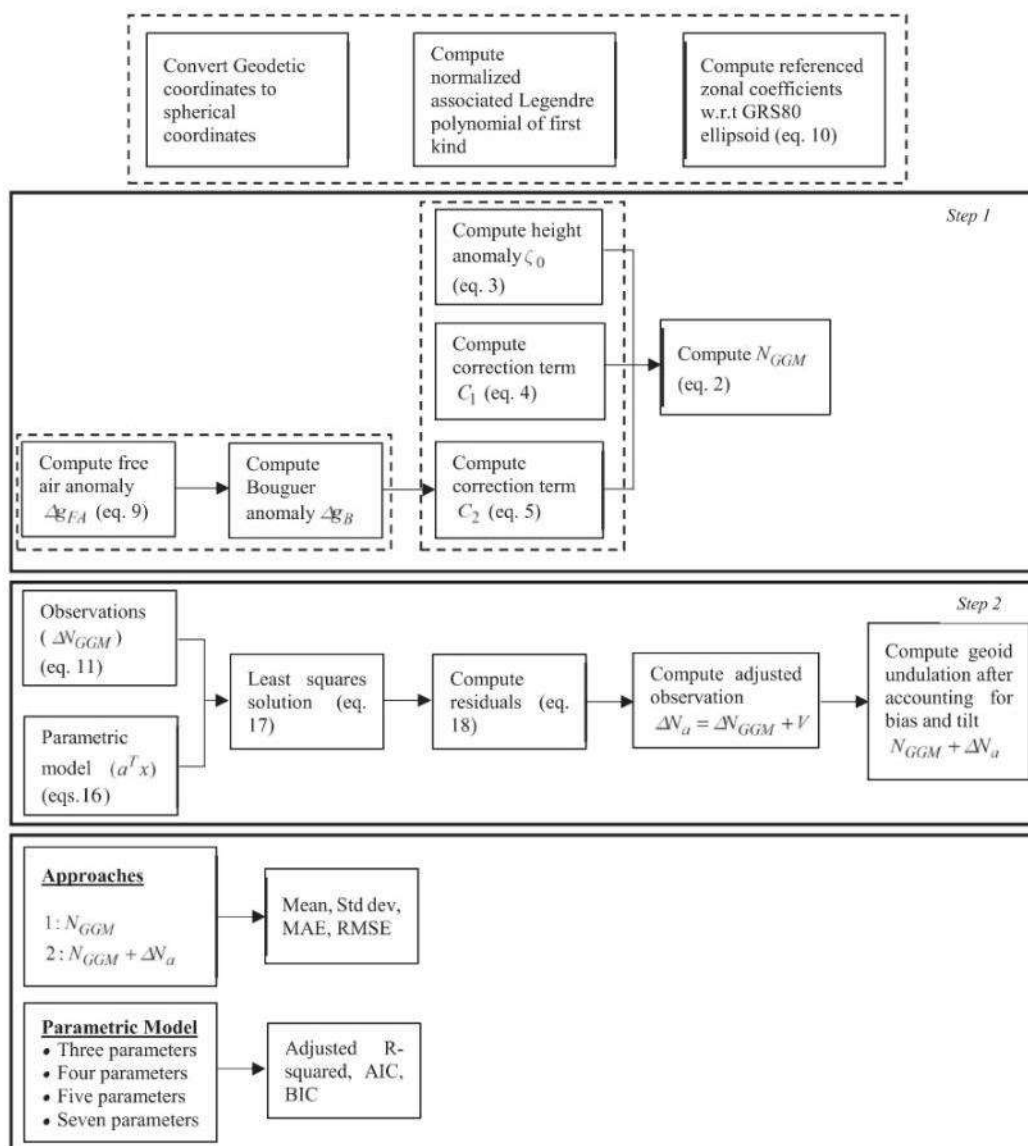 Convert Geodetic
coordinates to
spherical
coordinates
Compute
normalized
associated Legendre
polynomial of first
kind
Compute referenced
zonal coefficients
w.r.t GRS80
ellipsoid (eq. 10)
Step 1
Compute height
anomaly ζ0
(eq. 3)
Compute
correction term
C1 (eq. 4)
Compute NGGM
(eq. 2)
Compute free
air anomaly
ΔgFA (eq. 9)
Compute
Bouguer
anomaly ΔgB
Compute
correction term
C2 (eq. 5)
Step 2
Observations
( ΔNGGM )
(eq. 11)
Parametric
model (a^T x)
(eqs.16)
Least squares
solution (eq.
17)
Compute
residuals (eq.
18)
Compute adjusted
observation
ΔNa = ΔNGGM + V
Compute geoid
undulation after
accounting for
bias and tilt
NGGM + ΔNa
Approaches
1: NGGM
2: NGGM + ΔNa
Mean, Std dev,
MAE, RMSE
Parametric Model
• Three parameters
• Four parameters
• Five parameters
• Seven parameters
Adjusted R-
squared, AIC,
BIC